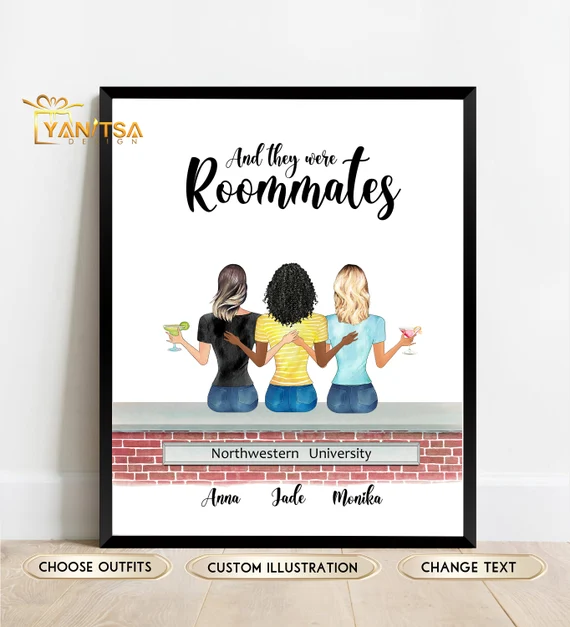 YANITSA
DESIGN
And they were
Roommates
Northwestern University
Anna Jade Monika
CHOOSE OUTFITS
CUSTOM ILLUSTRATION
CHANGE TEXT